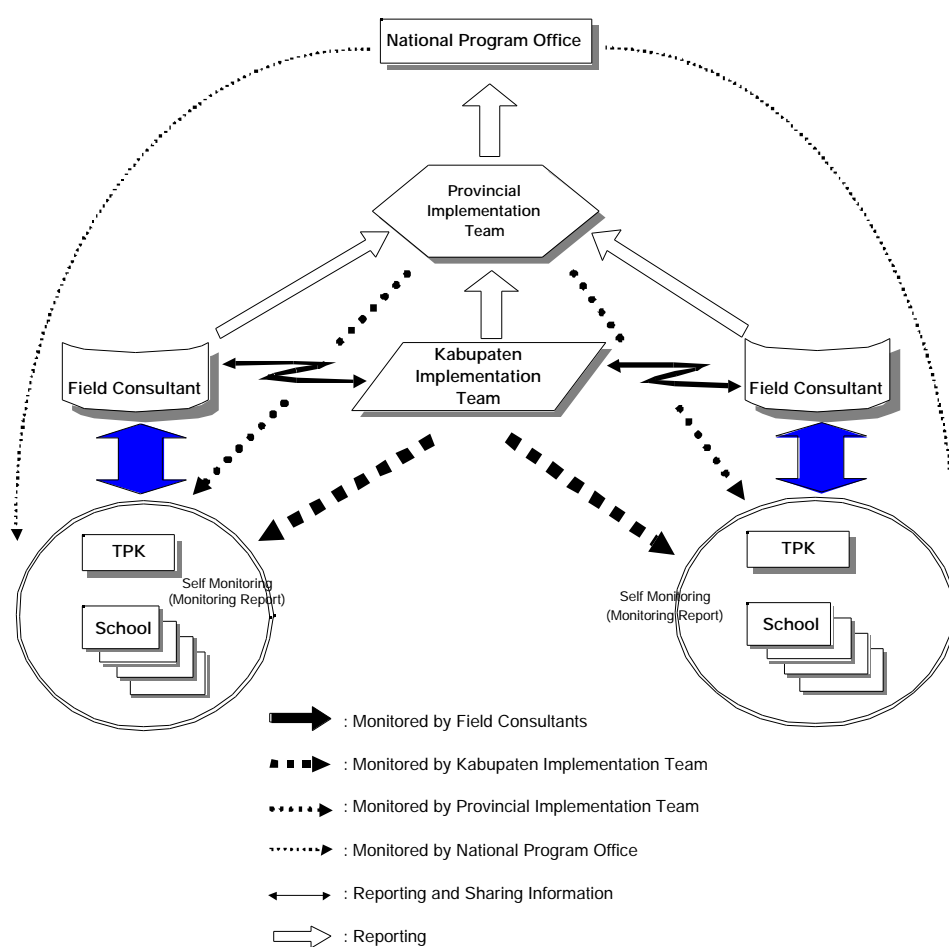 National Program Office
Provincial
Implementation
Team
Kabupaten
Implementation
Team
Field Consultant
Field Consultant
TPK
Self Monitoring
(Monitoring Report)
School
TPK
Self Monitoring
(Monitoring Report)
School
: Monitored by Field Consultants
: Monitored by Kabupaten Implementation Team
: Monitored by Provincial Implementation Team
: Monitored by National Program Office
: Reporting and Sharing Information
: Reporting